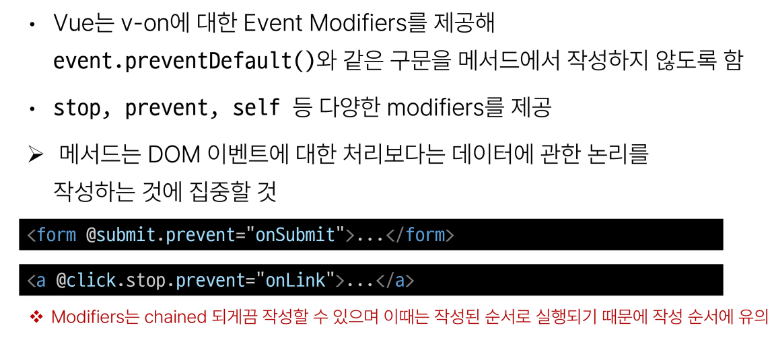 • Vue는 v-on에 대한 Event Modifiers를 제공해
event.preventDefault()와 같은 구문을 메서드에서 작성하지 않도록 함
• stop, prevent, self 등 다양한 modifiers를 제공
➢ 메서드는 DOM 이벤트에 대한 처리보다는 데이터에 관한 논리를
작성하는 것에 집중할 것
<form @submit.prevent="onSubmit">...</form>
<a @click.stop.prevent="onLink">...</a>
❖ Modifiers는 chained 되게끔 작성할 수 있으며 이때는 작성된 순서로 실행되기 때문에 작성 순서에 유의